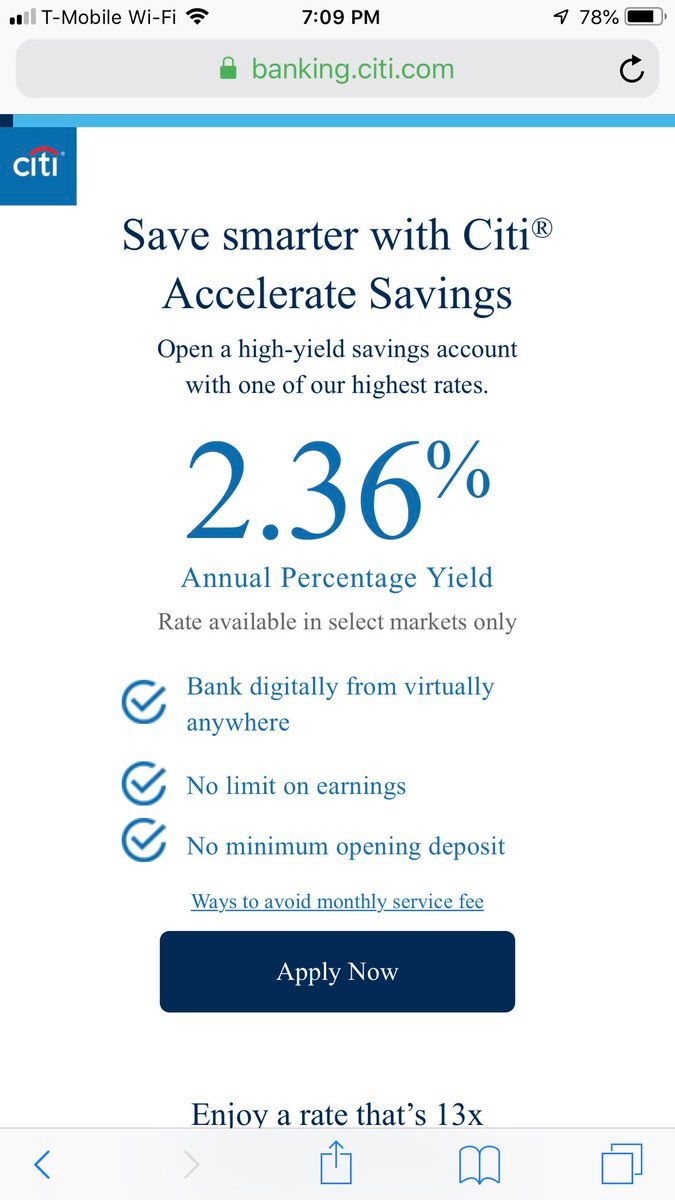 T-Mobile Wi-Fi 7:09 PM 78%
banking.citi.com
citi®
Save smarter with Citi®
Accelerate Savings
Open a high-yield savings account
with one of our highest rates.
2.36%
Annual Percentage Yield
Rate available in select markets only
Bank digitally from virtually
anywhere
No limit on earnings
No minimum opening deposit
Ways to avoid monthly service fee
Apply Now
Enjoy a rate that’s 13x